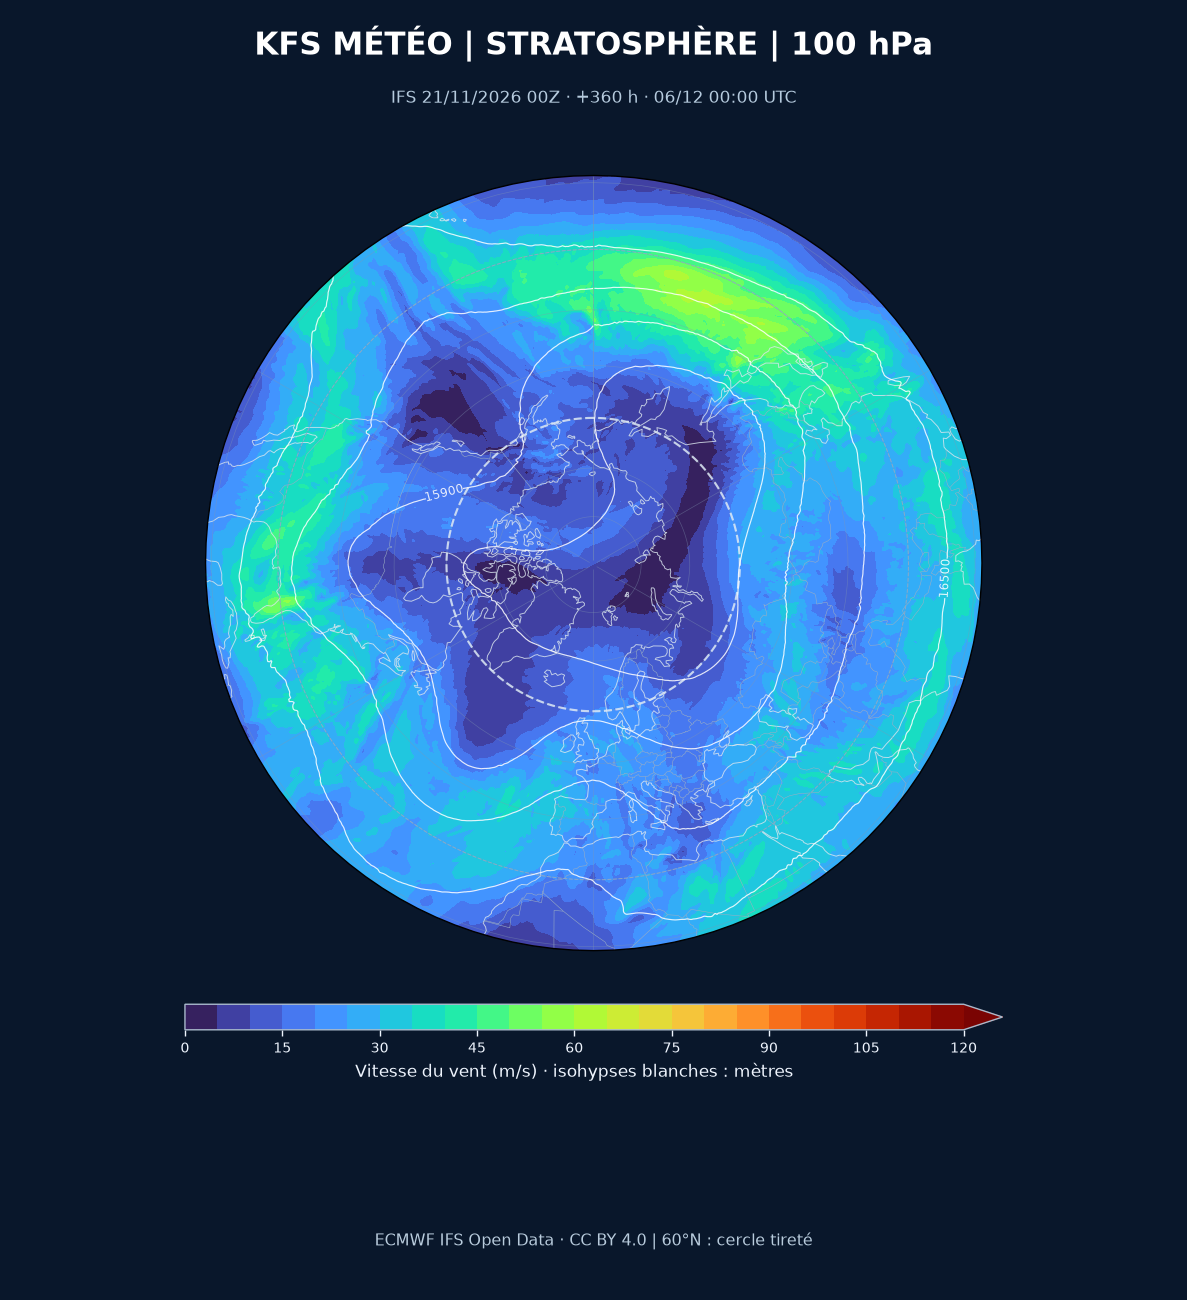 KFS MÉTÉO | STRATOSPHÈRE | 100 hPa
IFS 21/11/2026 00Z · +360 h · 06/12 00:00 UTC
15900
16500
0 15 30 45 60 75 90 105 120
Vitesse du vent (m/s) · isohypses blanches : mètres
ECMWF IFS Open Data · CC BY 4.0 | 60°N : cercle tireté